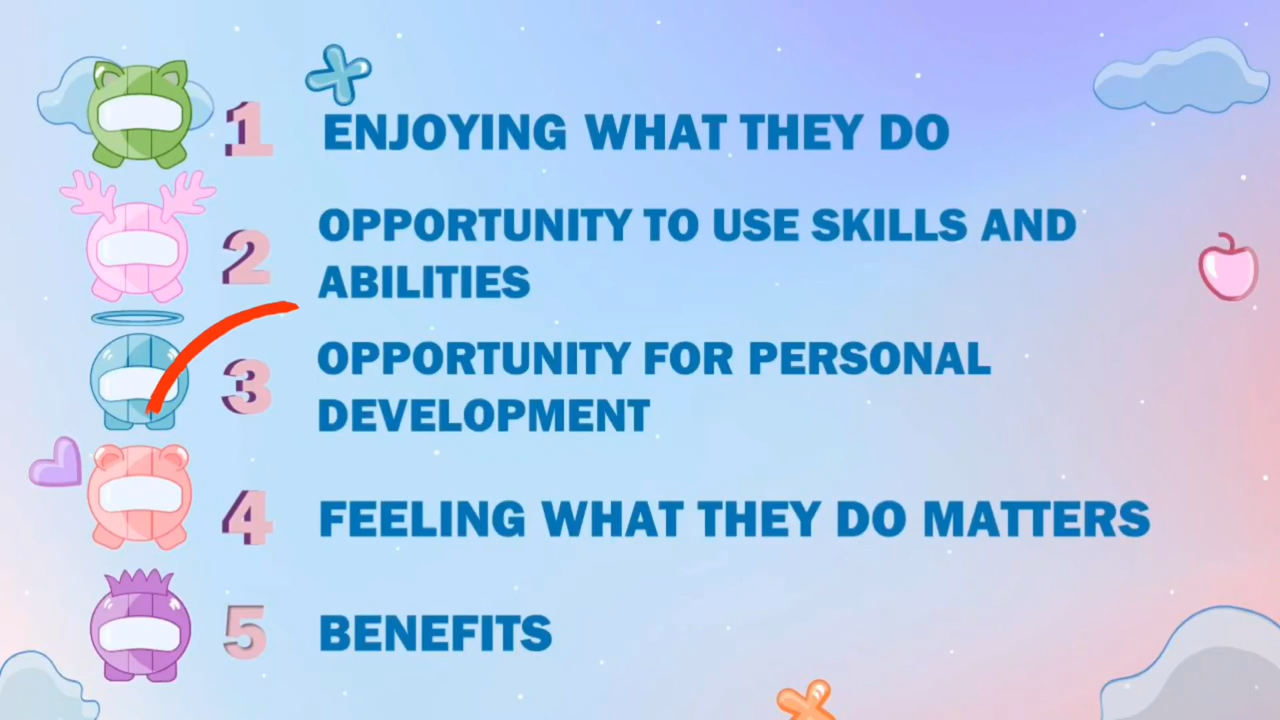 1 ENJOYING WHAT THEY DO
2 OPPORTUNITY TO USE SKILLS AND
ABILITIES
3 OPPORTUNITY FOR PERSONAL
DEVELOPMENT
4 FEELING WHAT THEY DO MATTERS
5 BENEFITS